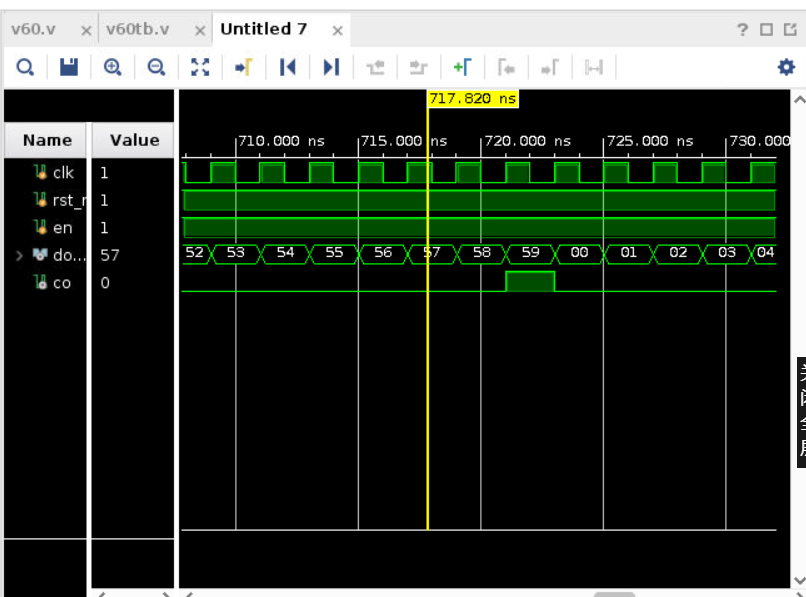 v60.v × v60tb.v × Untitled 7 × ?
717.820 ns
Name Value 710.000 ns 715.000 ns 720.000 ns 725.000 ns 730.000
clk 1
rst_r 1
en 1
do... 57 52 53 54 55 56 57 58 59 00 01 02 03 04
co 0